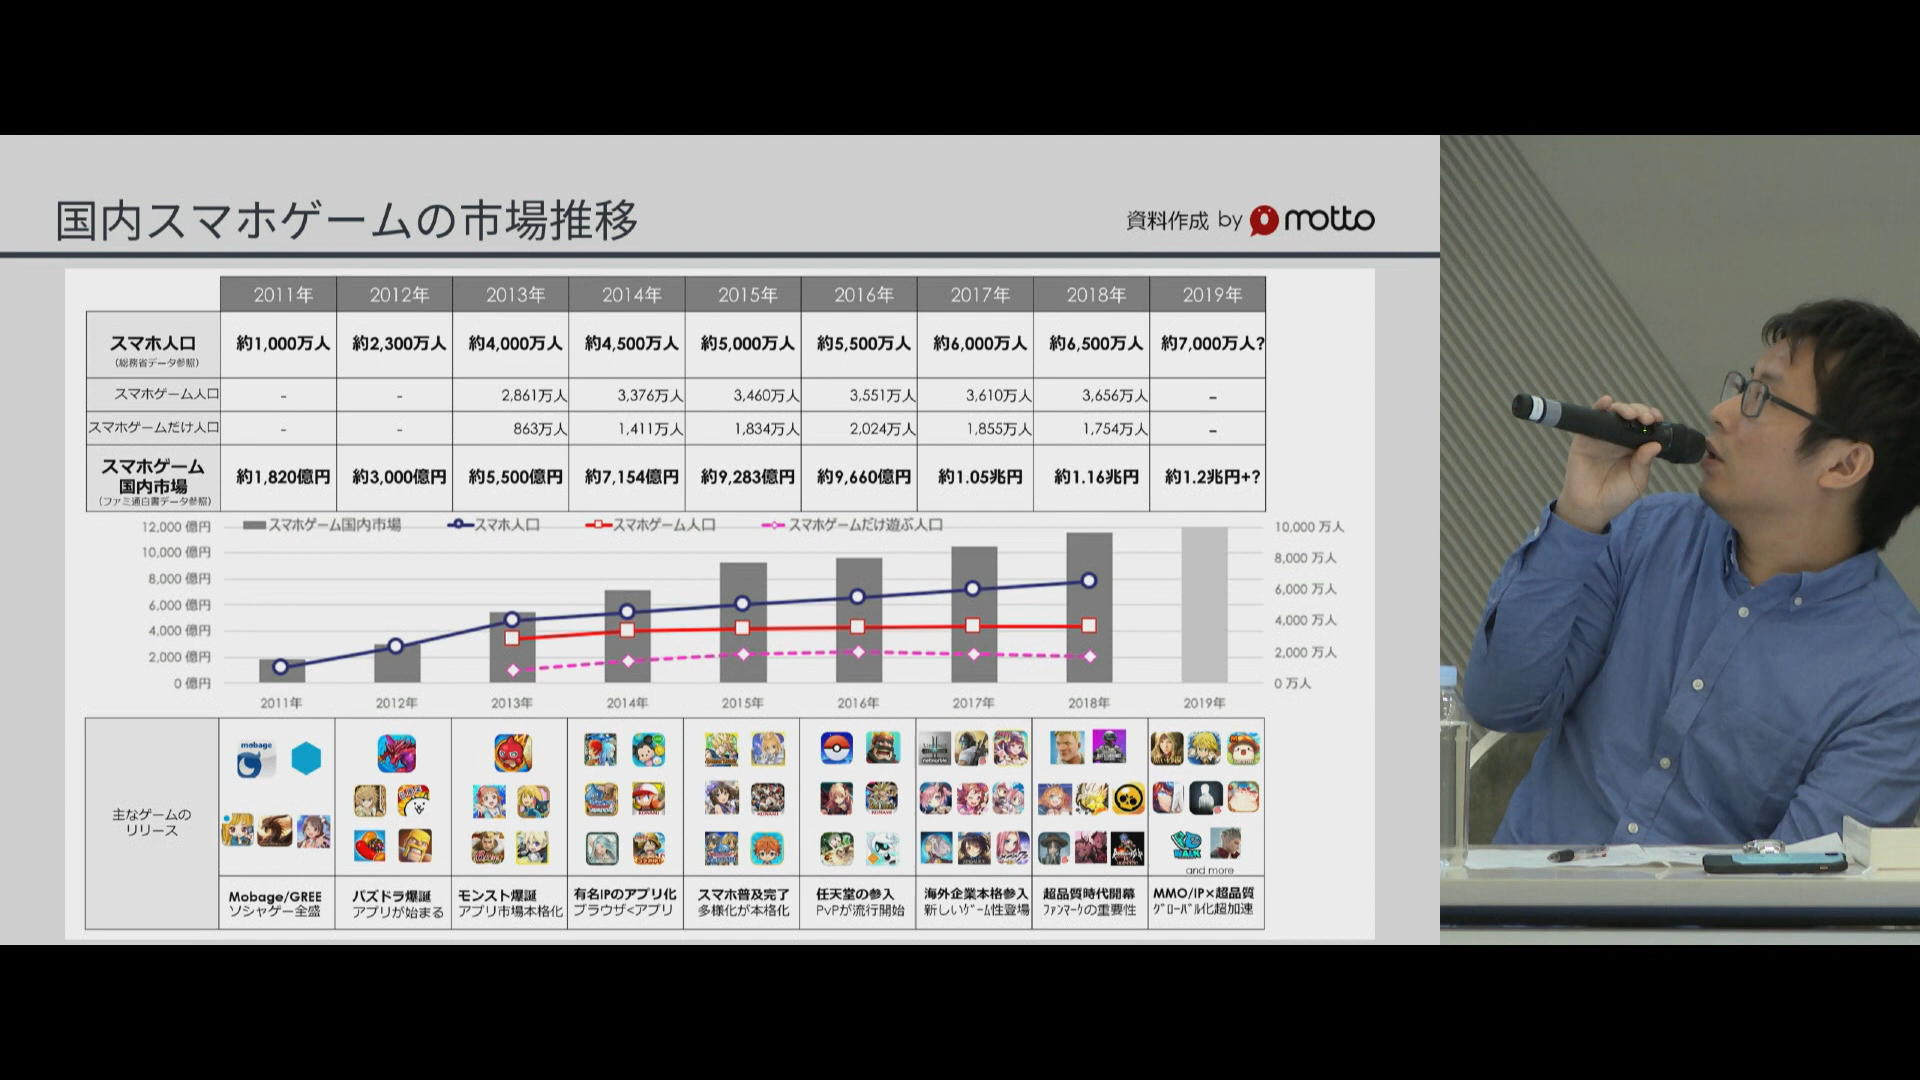 国内スマホゲームの市場推移
資料作成 by motto
2011年 2012年 2013年 2014年 2015年 2016年 2017年 2018年 2019年
スマホ人口 約1,000万人 約2,300万人 約4,000万人 約4,500万人 約5,000万人 約5,500万人 約6,000万人 約6,500万人 約7,000万人?
(総務省データ参照)
スマホゲーム人口 - - 2,861万人 3,376万人 3,460万人 3,551万人 3,610万人 3,656万人 -
スマホゲームだけ人口 - - 863万人 1,411万人 1,834万人 2,024万人 1,855万人 1,754万人 -
スマホゲーム
国内市場 約1,820億円 約3,000億円 約5,500億円 約7,154億円 約9,283億円 約9,660億円 約1.05兆円 約1.16兆円 約1.2兆円+?
(ファミ通白書データ参照)
スマホゲーム国内市場 スマホ人口 スマホゲーム人口 スマホゲームだけ遊ぶ人口
12,000 億円
10,000 億円
8,000 億円
6,000 億円
4,000 億円
2,000 億円
0 億円
10,000 万人
8,000 万人
6,000 万人
4,000 万人
2,000 万人
0 万人
2011年 2012年 2013年 2014年 2015年 2016年 2017年 2018年 2019年
主なゲームの
リリース
mobage
and more
Mobage/GREE
ソシャゲー全盛
パズドラ爆誕
アプリが始まる
モンスト爆誕
アプリ市場本格化
有名IPのアプリ化
ブラウザ<アプリ
スマホ普及完了
多様化が本格化
任天堂の参入
PvPが流行開始
海外企業本格参入
新しいゲーム性登場
超品質時代開幕
ファンマーケの重要性
MMO/IP×超品質
グローバル化超加速